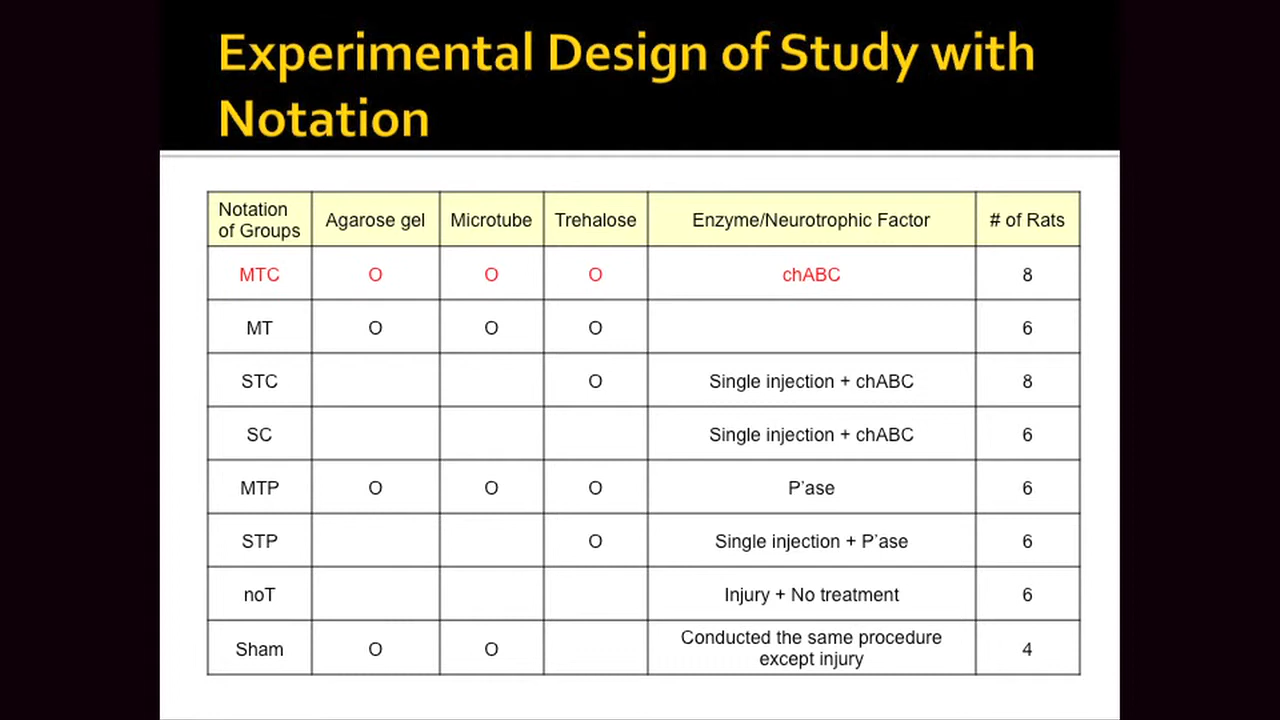 Experimental Design of Study with
Notation
Notation
of Groups Agarose gel Microtube Trehalose Enzyme/Neurotrophic Factor # of Rats
MTC O O O chABC 8
MT O O O 6
STC O Single injection + chABC 8
SC Single injection + chABC 6
MTP O O O P'ase 6
STP O Single injection + P'ase 6
noT Injury + No treatment 6
Sham O O Conducted the same procedure
except injury 4